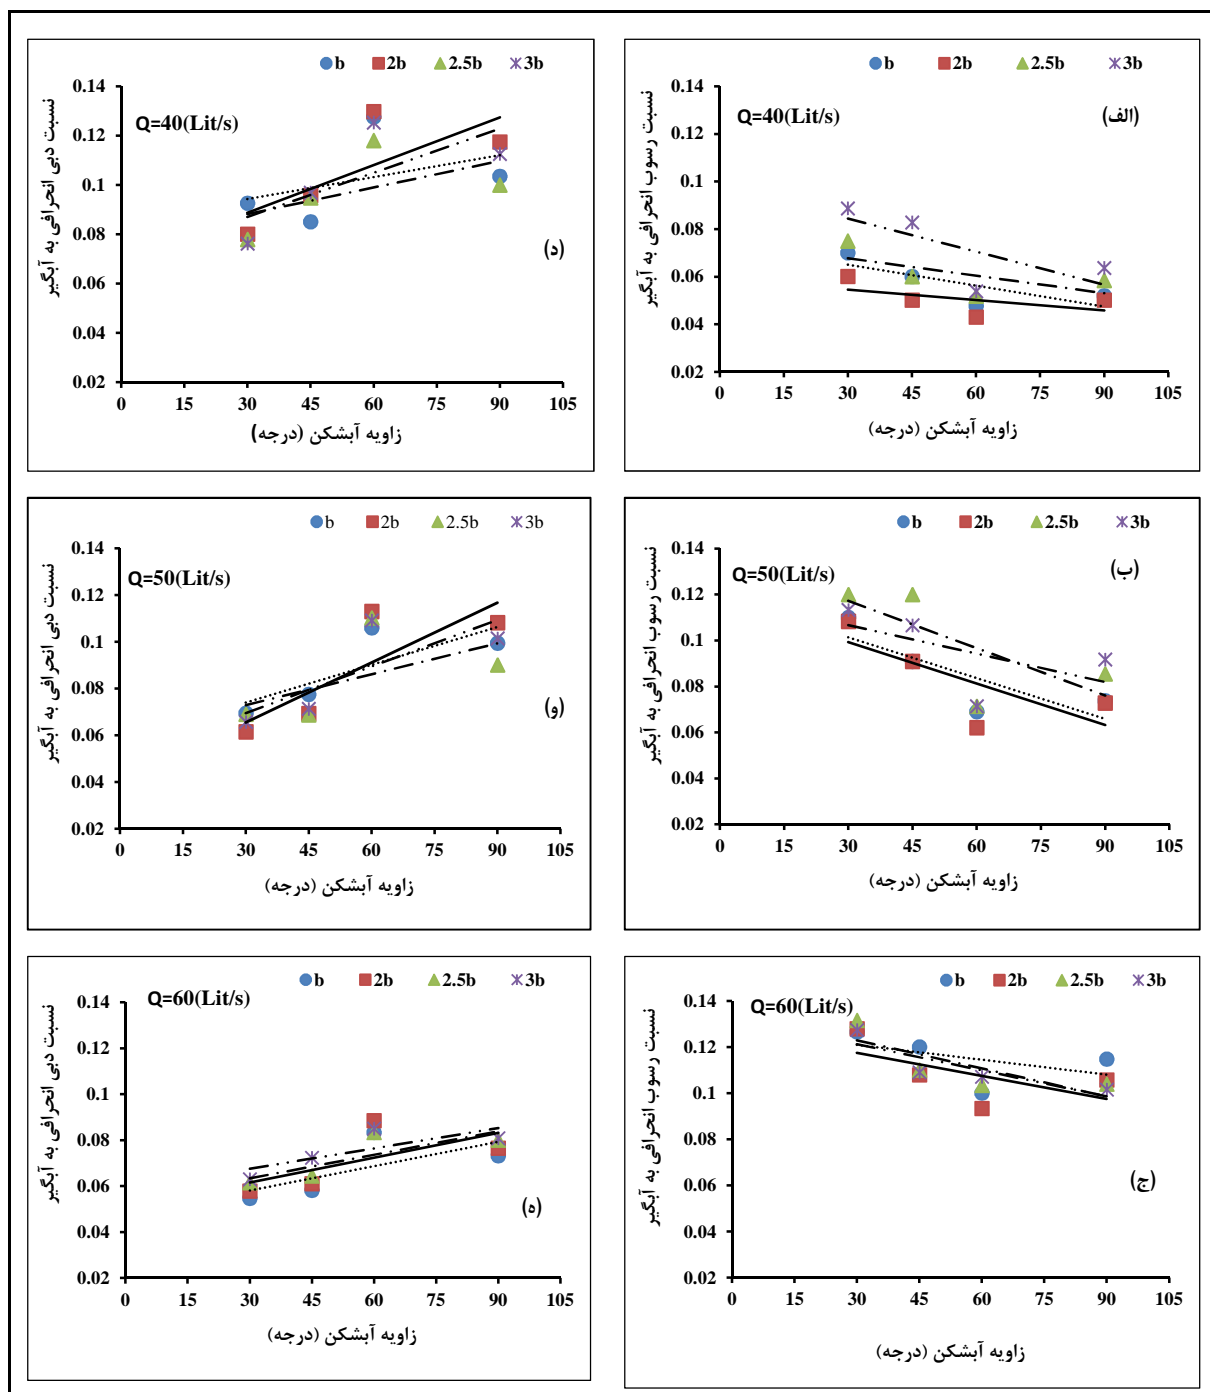 b 2b 2.5b 3b
(الف)
Q=40(Lit/s)
نسبت رسوب انحرافی به آبگیر
0.14
0.12
0.1
0.08
0.06
0.04
0.02
0 15 30 45 60 75 90 105
زاویه آبشکن (درجه)
b 2b 2.5b 3b
Q=40(Lit/s)
(د)
نسبت دبی انحرافی به آبگیر
0.14
0.12
0.1
0.08
0.06
0.04
0.02
0 15 30 45 60 75 90 105
زاویه آبشکن (درجه)
b 2b 2.5b 3b
(ب)
Q=50(Lit/s)
نسبت رسوب انحرافی به آبگیر
0.14
0.12
0.1
0.08
0.06
0.04
0.02
0 15 30 45 60 75 90 105
زاویه آبشکن (درجه)
b 2b 2.5b 3b
Q=50(Lit/s)
(و)
نسبت دبی انحرافی به آبگیر
0.14
0.12
0.1
0.08
0.06
0.04
0.02
0 15 30 45 60 75 90 105
زاویه آبشکن (درجه)
b 2b 2.5b 3b
Q=60(Lit/s)
(ج)
نسبت رسوب انحرافی به آبگیر
0.14
0.12
0.1
0.08
0.06
0.04
0.02
0 15 30 45 60 75 90 105
زاویه آبشکن (درجه)
b 2b 2.5b 3b
Q=60(Lit/s)
(ه)
نسبت دبی انحرافی به آبگیر
0.14
0.12
0.1
0.08
0.06
0.04
0.02
0 15 30 45 60 75 90 105
زاویه آبشکن (درجه)